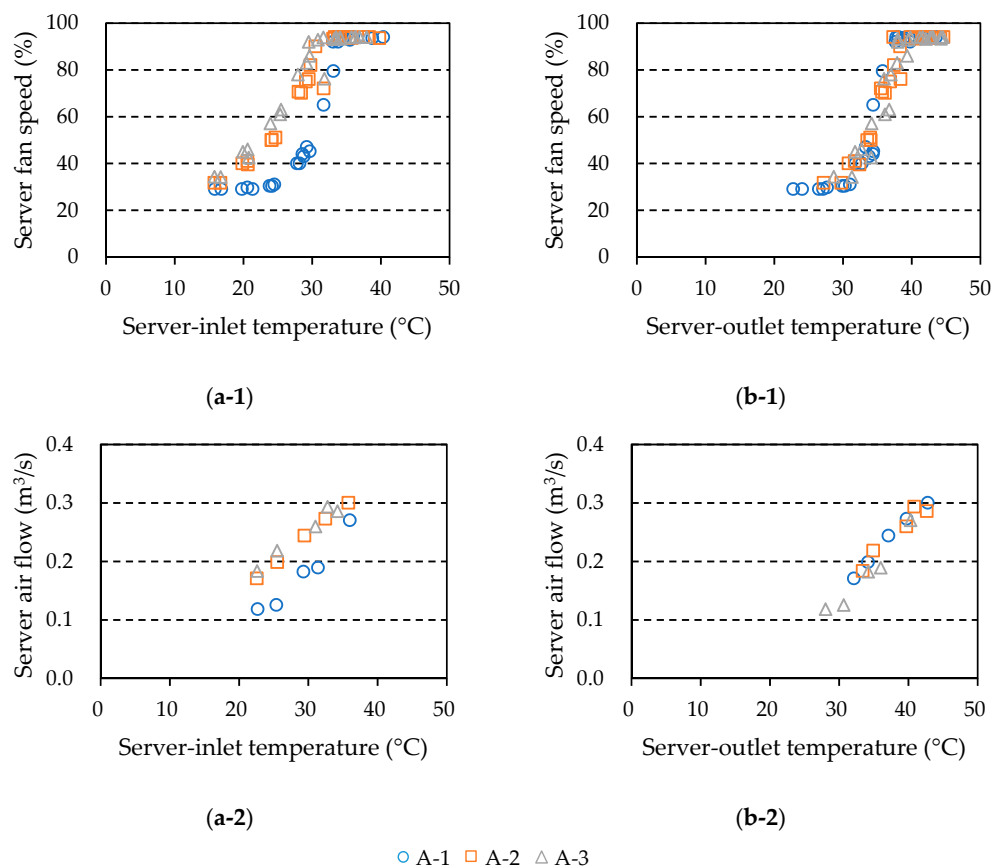 100
80
60
40
20
0
Server fan speed (%)
0 10 20 30 40 50
Server-inlet temperature (°C)
(a-1)
100
80
60
40
20
0
Server fan speed (%)
0 10 20 30 40 50
Server-outlet temperature (°C)
(b-1)
0.4
0.3
0.2
0.1
0.0
Server air flow (m³/s)
0 10 20 30 40 50
Server-inlet temperature (°C)
(a-2)
0.4
0.3
0.2
0.1
0.0
Server air flow (m³/s)
0 10 20 30 40 50
Server-outlet temperature (°C)
(b-2)
A-1 A-2 A-3